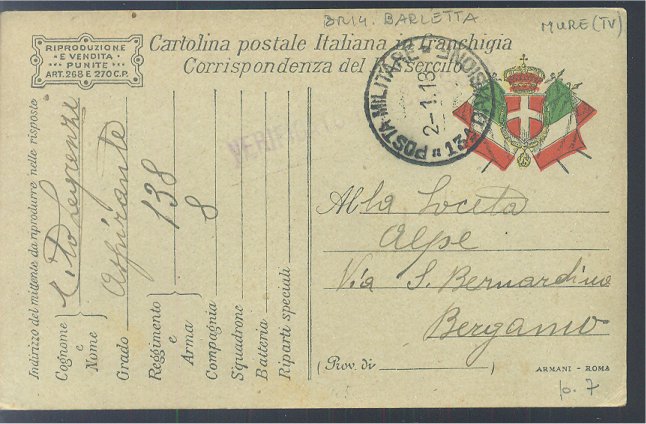 BRIG. BARLETTA
MURE (TV)
RIPRODUZIONE
E VENDITA
PUNITE
ART. 268 E 270 C.P.
Cartolina postale Italiana in franchigia
Corrispondenza del R. Esercito
POSTA MILITARE
2-1.18
VERIFICATO
Indirizzo del mittente da riprodurre nelle risposte
Cognome e Nome
Grado Aspirante
Reggimento e Arma 138
Compagnia 8
Squadrone
Batteria
Riparti speciali
Alla Soceta
Alpe
Via S. Bernardino
Bergamo
(Prov. di )
ARMANI - ROMA
p. 7